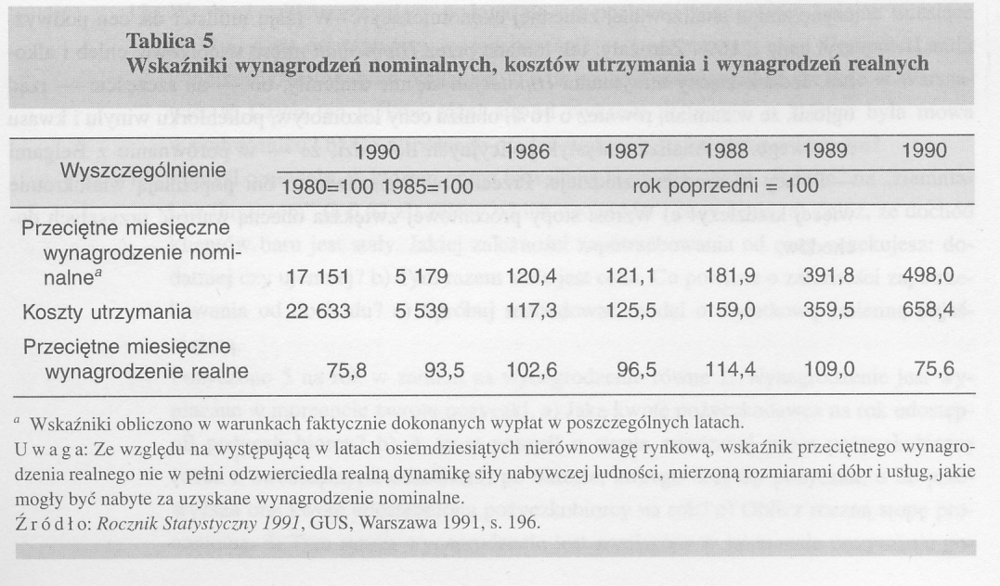 Tablica 5
Wskaźniki wynagrodzeń nominalnych, kosztów utrzymania i wynagrodzeń realnych
Wyszczególnienie 1990 1986 1987 1988 1989 1990
1980=100 1985=100 rok poprzedni = 100
Przeciętne miesięczne
wynagrodzenie nomi-
nalneᵃ 17 151 5 179 120,4 121,1 181,9 391,8 498,0
Koszty utrzymania 22 633 5 539 117,3 125,5 159,0 359,5 658,4
Przeciętne miesięczne
wynagrodzenie realne 75,8 93,5 102,6 96,5 114,4 109,0 75,6
ᵃ Wskaźniki obliczono w warunkach faktycznie dokonanych wypłat w poszczególnych latach.
Uwaga: Ze względu na występującą w latach osiemdziesiątych nierównowagę rynkową, wskaźnik przeciętnego wynagro-
dzenia realnego nie w pełni odzwierciedla realną dynamikę siły nabywczej ludności, mierzoną rozmiarami dóbr i usług, jakie
mogły być nabyte za uzyskane wynagrodzenie nominalne.
Źródło: Rocznik Statystyczny 1991, GUS, Warszawa 1991, s. 196.